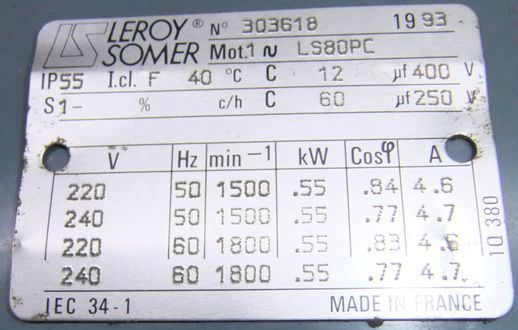 LEROY® N° 303618 1993
SOMER Mot.1 ~ LS80PC
IP55 I.cl. F 40 °C C 12 µf 400 V
S1- % c/h C 60 µf 250 V
V Hz min -1 kW Cosφ A
220 50 1500 .55 .84 4.6
240 50 1500 .55 .77 4.7
220 60 1800 .55 .83 4.6
240 60 1800 .55 .77 4.7
1Q 380
IEC 34-1 MADE IN FRANCE